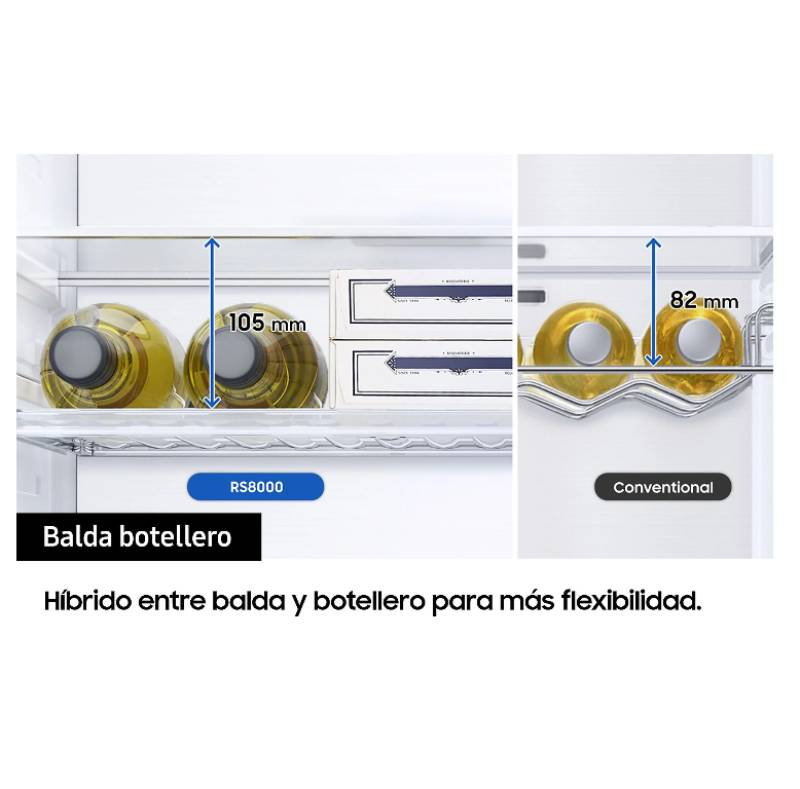 105 mm
82 mm
RS8000
Conventional
Balda botellero
Híbrido entre balda y botellero para más flexibilidad.